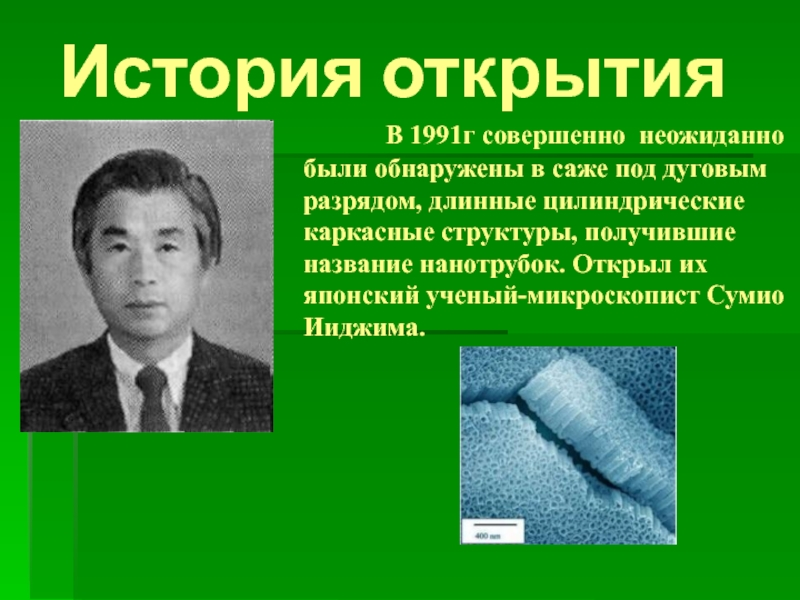 История открытия
В 1991г совершенно неожиданно
были обнаружены в саже под дуговым
разрядом, длинные цилиндрические
каркасные структуры, получившие
название нанотрубок. Открыл их
японский ученый-микроскопист Сумио
Ииджима.
400 nm